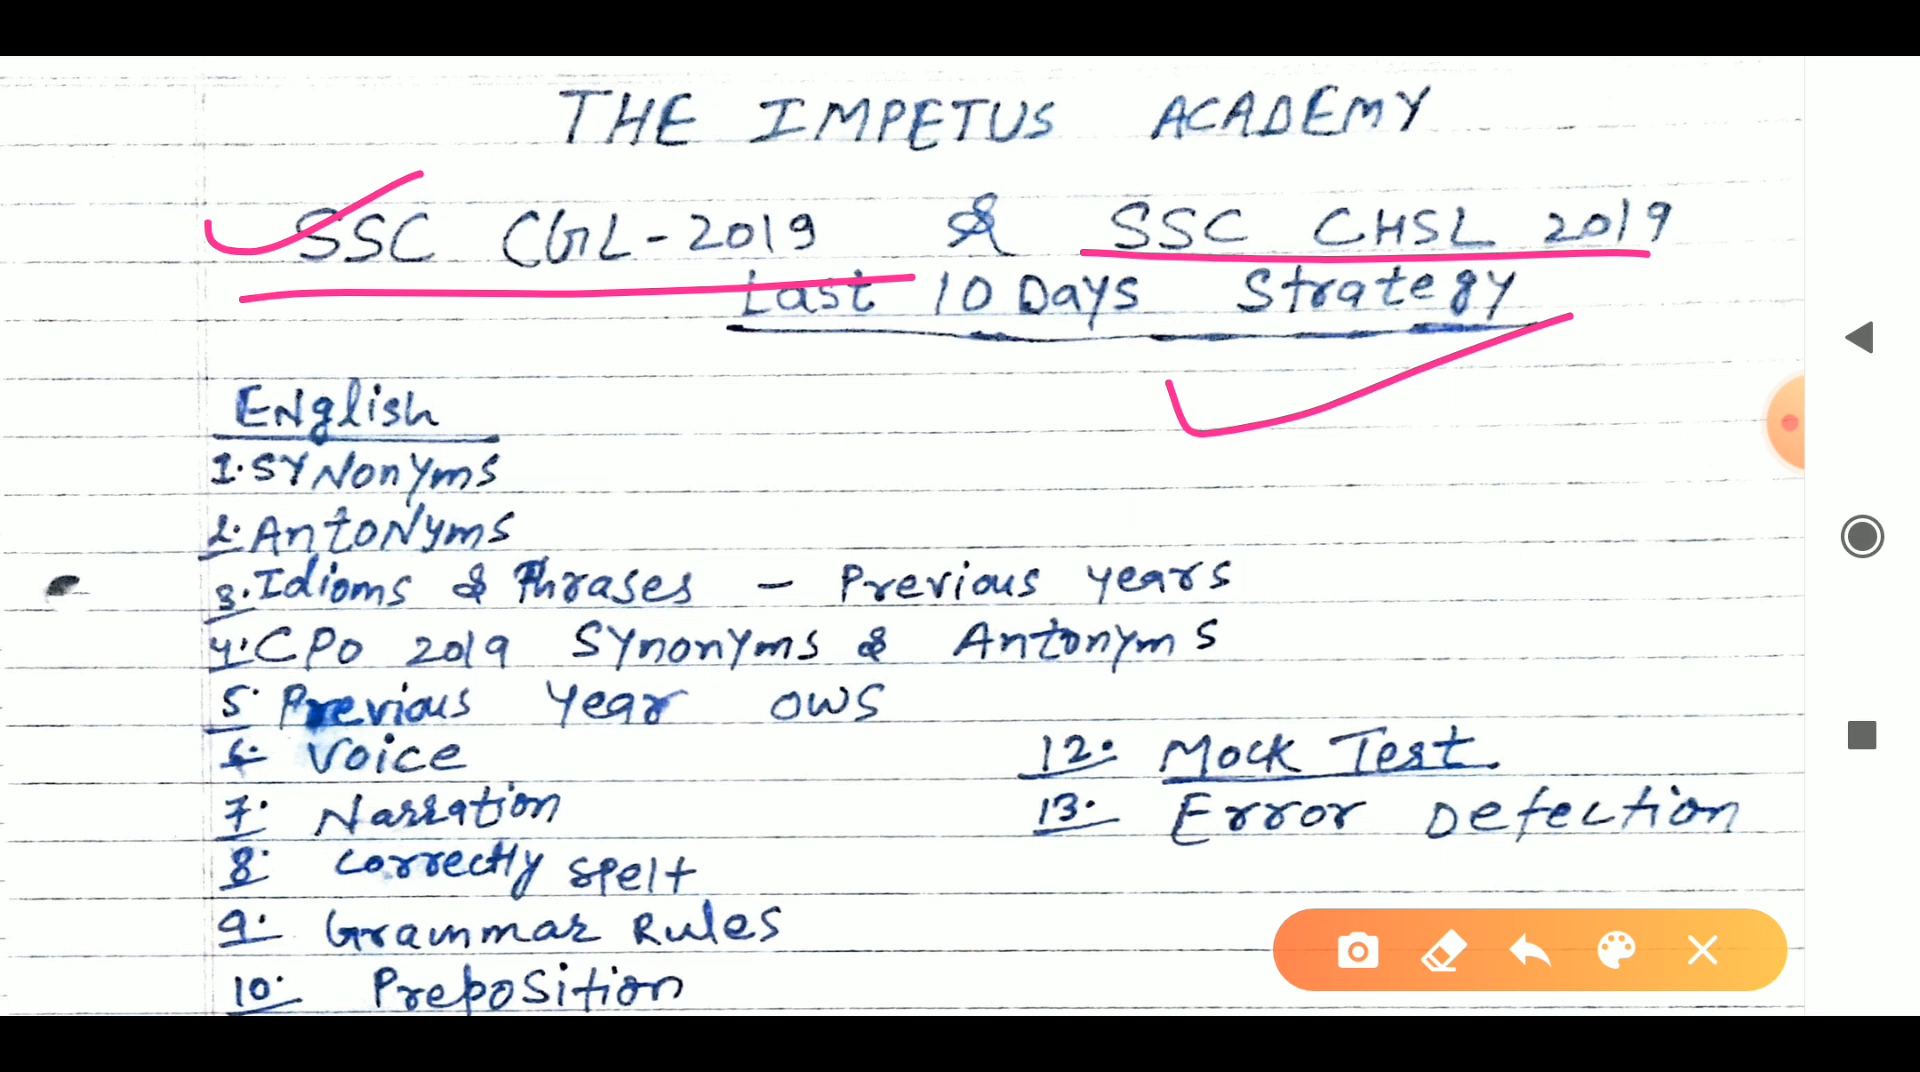 THE IMPETUS ACADEMY
SSC CGL-2019 & SSC CHSL 2019
Last 10 Days Strategy
English
1. Synonyms
2. Antonyms
3. Idioms & Phrases - Previous years
4. CPO 2019 Synonyms & Antonyms
5. Previous Year OWS
6. Voice
7. Narration
8. Correctly spelt
9. Grammar Rules
10. Preposition
12. Mock Test.
13. Error Detection